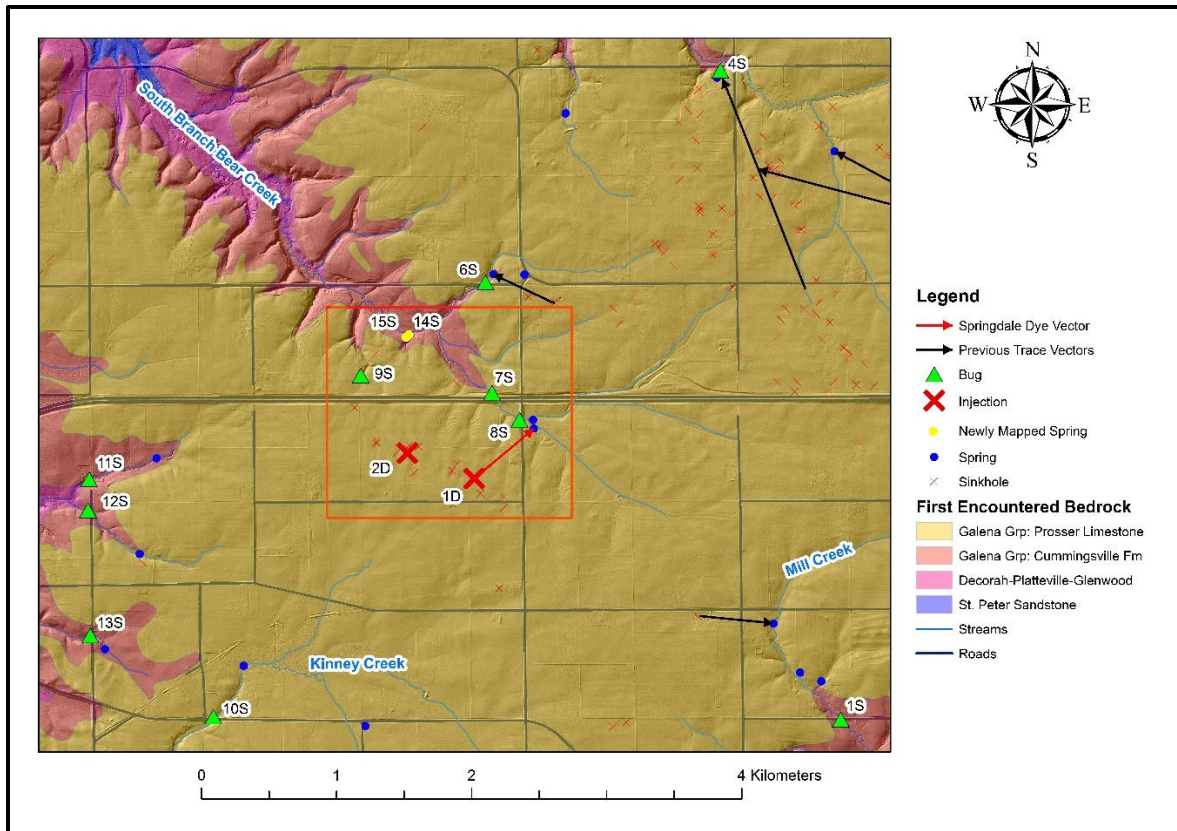 N
W
E
S
4S
South Branch Bear Creek
6S
15S
14S
9S
7S
8S
2D
1D
11S
12S
Mill Creek
13S
Kinney Creek
10S
1S
Legend
Springdale Dye Vector
Previous Trace Vectors
Bug
Injection
Newly Mapped Spring
Spring
Sinkhole
First Encountered Bedrock
Galena Grp: Prosser Limestone
Galena Grp: Cummingsville Fm
Decorah-Platteville-Glenwood
St. Peter Sandstone
Streams
Roads
0 1 2 4 Kilometers